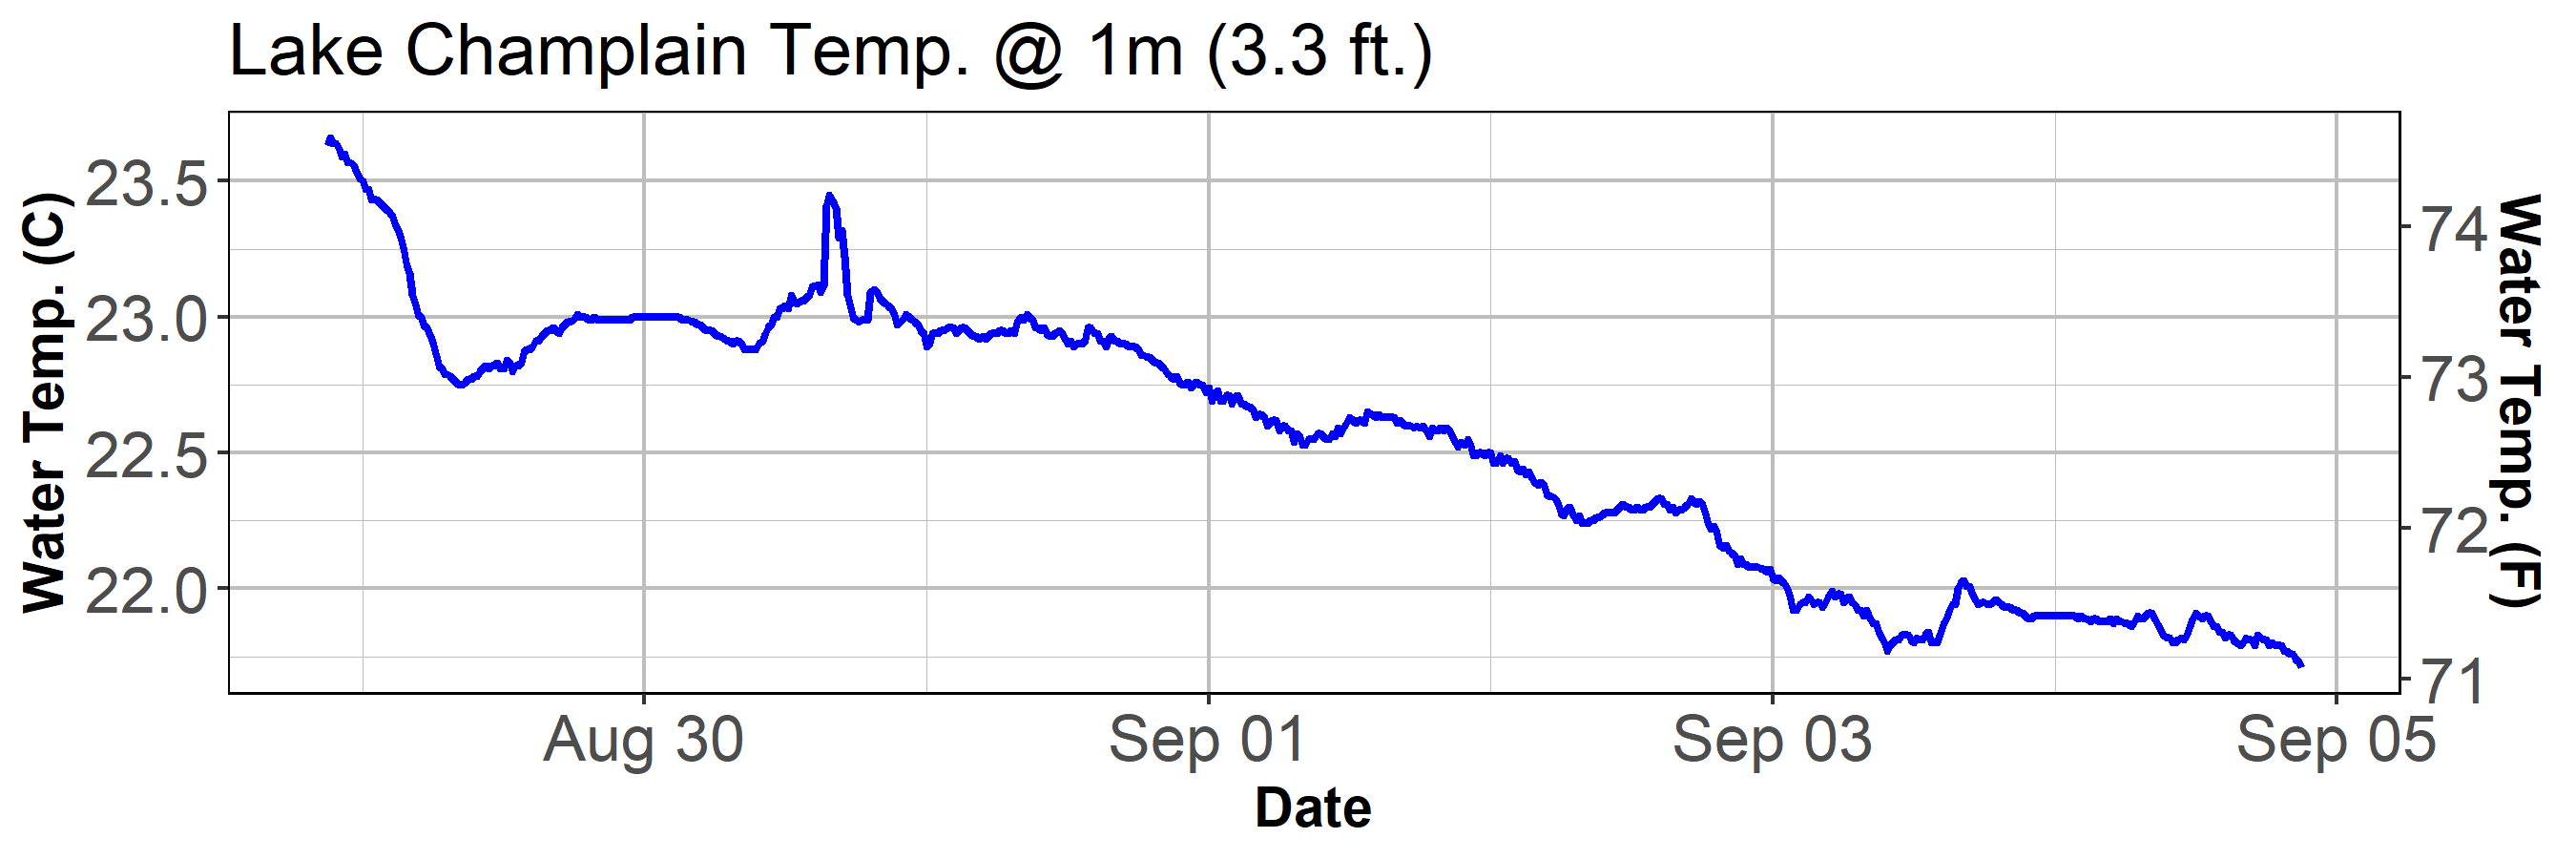 Lake Champlain Temp. @ 1m (3.3 ft.)
Water Temp. (C)
23.5
23.0
22.5
22.0
74
73
72
71
Water Temp. (F)
Aug 30
Sep 01
Sep 03
Sep 05
Date